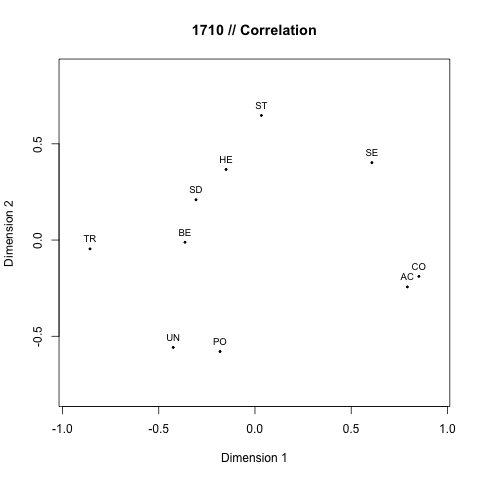 1710 // Correlation
ST
SE
HE
SD
BE
TR
CO
AC
UN
PO
0.5
0.0
-0.5
Dimension 2
-1.0 -0.5 0.0 0.5 1.0
Dimension 1